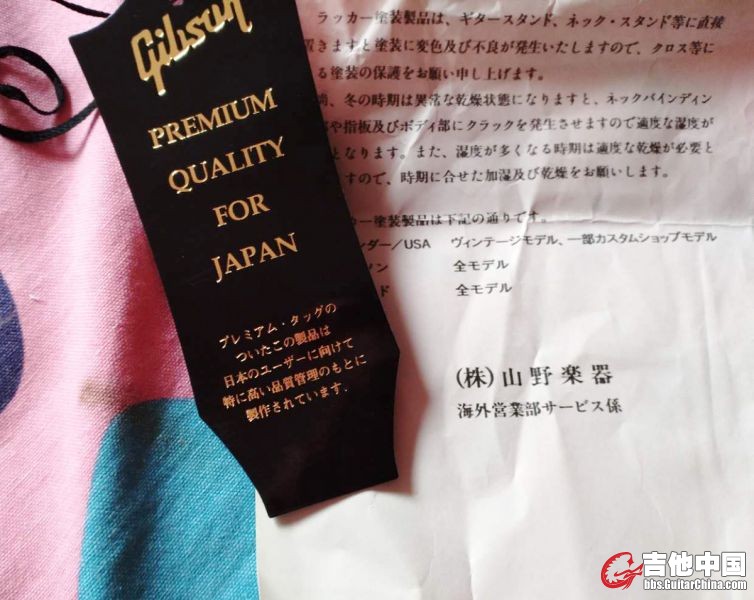 Gibson
PREMIUM
QUALITY
FOR
JAPAN
プレミアム・タッグの
ついたこの製品は
日本のユーザーに向けて
特に高い品質管理のもとに
製作されています.
ラッカー塗装製品は、ギタースタンド、ネック・スタンド等に直接
置きますと塗装に変色及び不良が発生いたしますので、クロス等に
る塗装の保護をお願い申し上げます。
冬の時期は異常な乾燥状態になりますと、ネックバインディン
や指板及びボディ部にクラックを発生させますので適度な湿度が
となります。また、湿度が多くなる時期は適度な乾燥が必要と
すので、時期に合せた加湿及び乾燥をお願いします。
カー塗装製品は下記の通りです。
ンダー/USA ヴィンテージモデル、一部カスタムショップモデル
ソン 全モデル
ド 全モデル
(株)山野楽器
海外営業部サービス係
吉他中国
bbs.GuitarChina.com